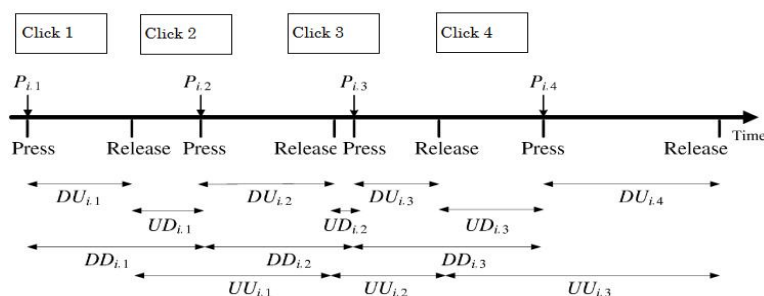 Click 1 Click 2 Click 3 Click 4
P_{i.1} P_{i.2} P_{i.3} P_{i.4}
Time
Press Release Press Release Press Release Press Release
DU_{i.1} DU_{i.2} DU_{i.3} DU_{i.4}
UD_{i.1} UD_{i.2} UD_{i.3}
DD_{i.1} DD_{i.2} DD_{i.3}
UU_{i.1} UU_{i.2} UU_{i.3}